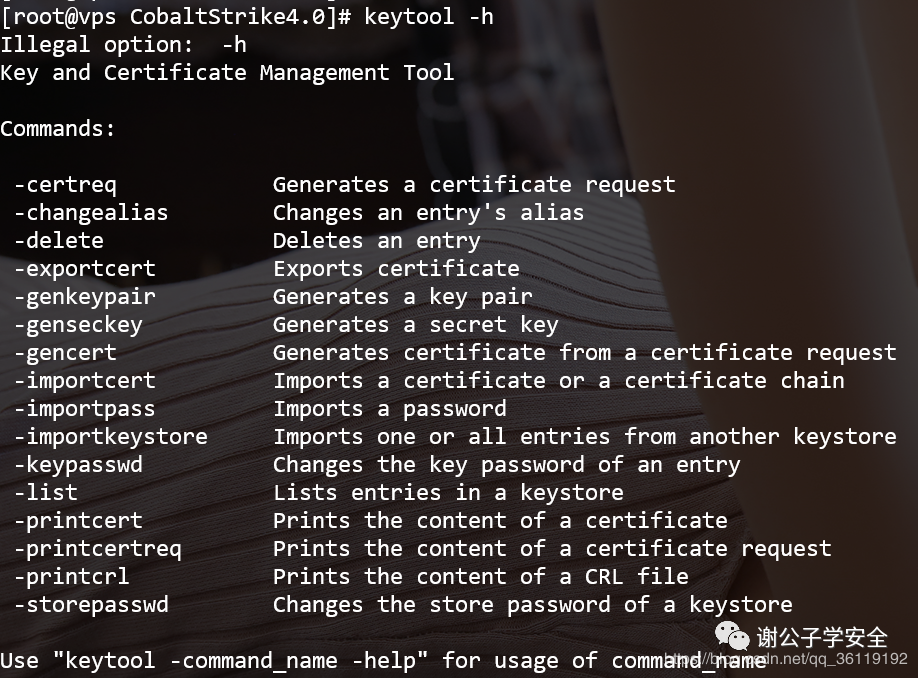 [root@vps CobaltStrike4.0]# keytool -h
Illegal option:  -h
Key and Certificate Management Tool
Commands:
-certreq            Generates a certificate request
-changealias        Changes an entry's alias
-delete             Deletes an entry
-exportcert         Exports certificate
-genkeypair         Generates a key pair
-genseckey          Generates a secret key
-gencert            Generates certificate from a certificate request
-importcert         Imports a certificate or a certificate chain
-importpass         Imports a password
-importkeystore     Imports one or all entries from another keystore
-keypasswd          Changes the key password of an entry
-list               Lists entries in a keystore
-printcert          Prints the content of a certificate
-printcertreq       Prints the content of a certificate request
-printcrl           Prints the content of a CRL file
-storepasswd        Changes the store password of a keystore
谢公子学安全
Use "keytool -command_name -help" for usage of command_name
https://blog.csdn.net/qq_36119192